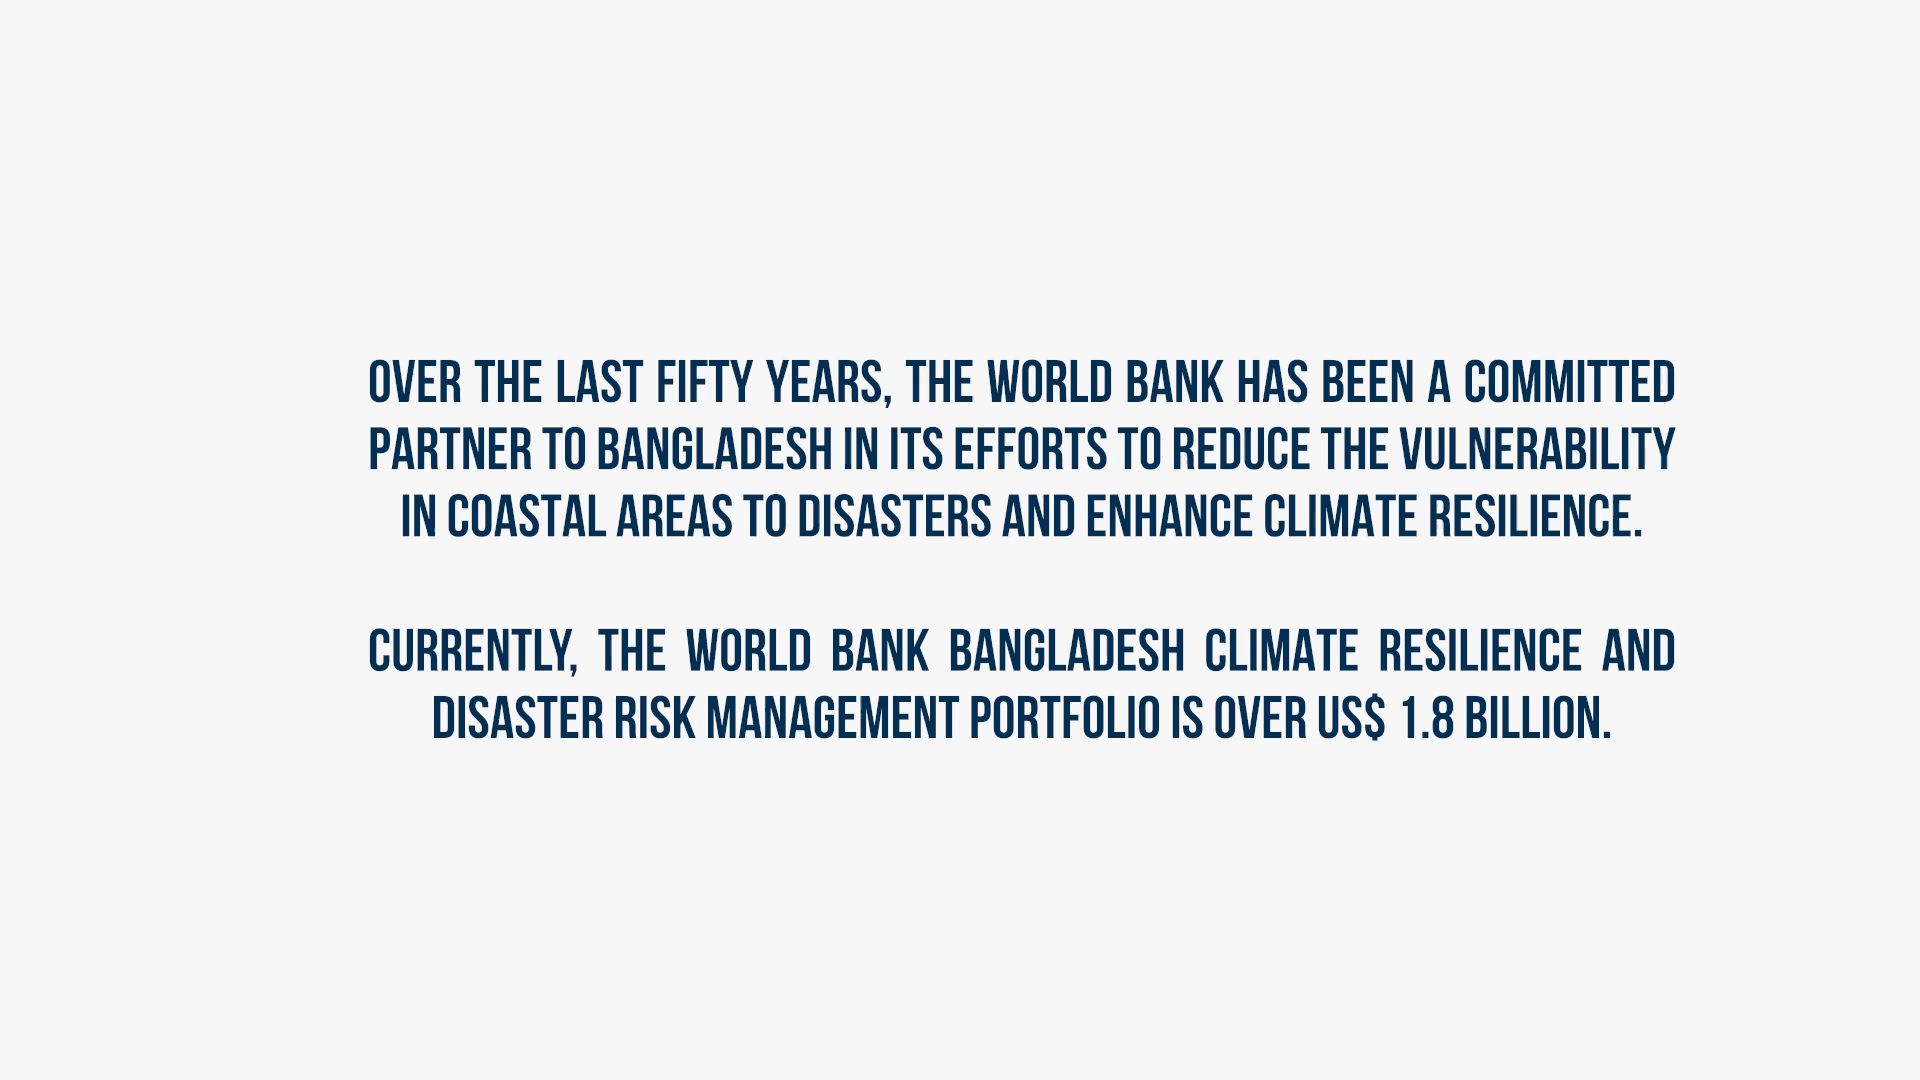 OVER THE LAST FIFTY YEARS, THE WORLD BANK HAS BEEN A COMMITTED
PARTNER TO BANGLADESH IN ITS EFFORTS TO REDUCE THE VULNERABILITY
IN COASTAL AREAS TO DISASTERS AND ENHANCE CLIMATE RESILIENCE.
CURRENTLY, THE WORLD BANK BANGLADESH CLIMATE RESILIENCE AND
DISASTER RISK MANAGEMENT PORTFOLIO IS OVER US$ 1.8 BILLION.